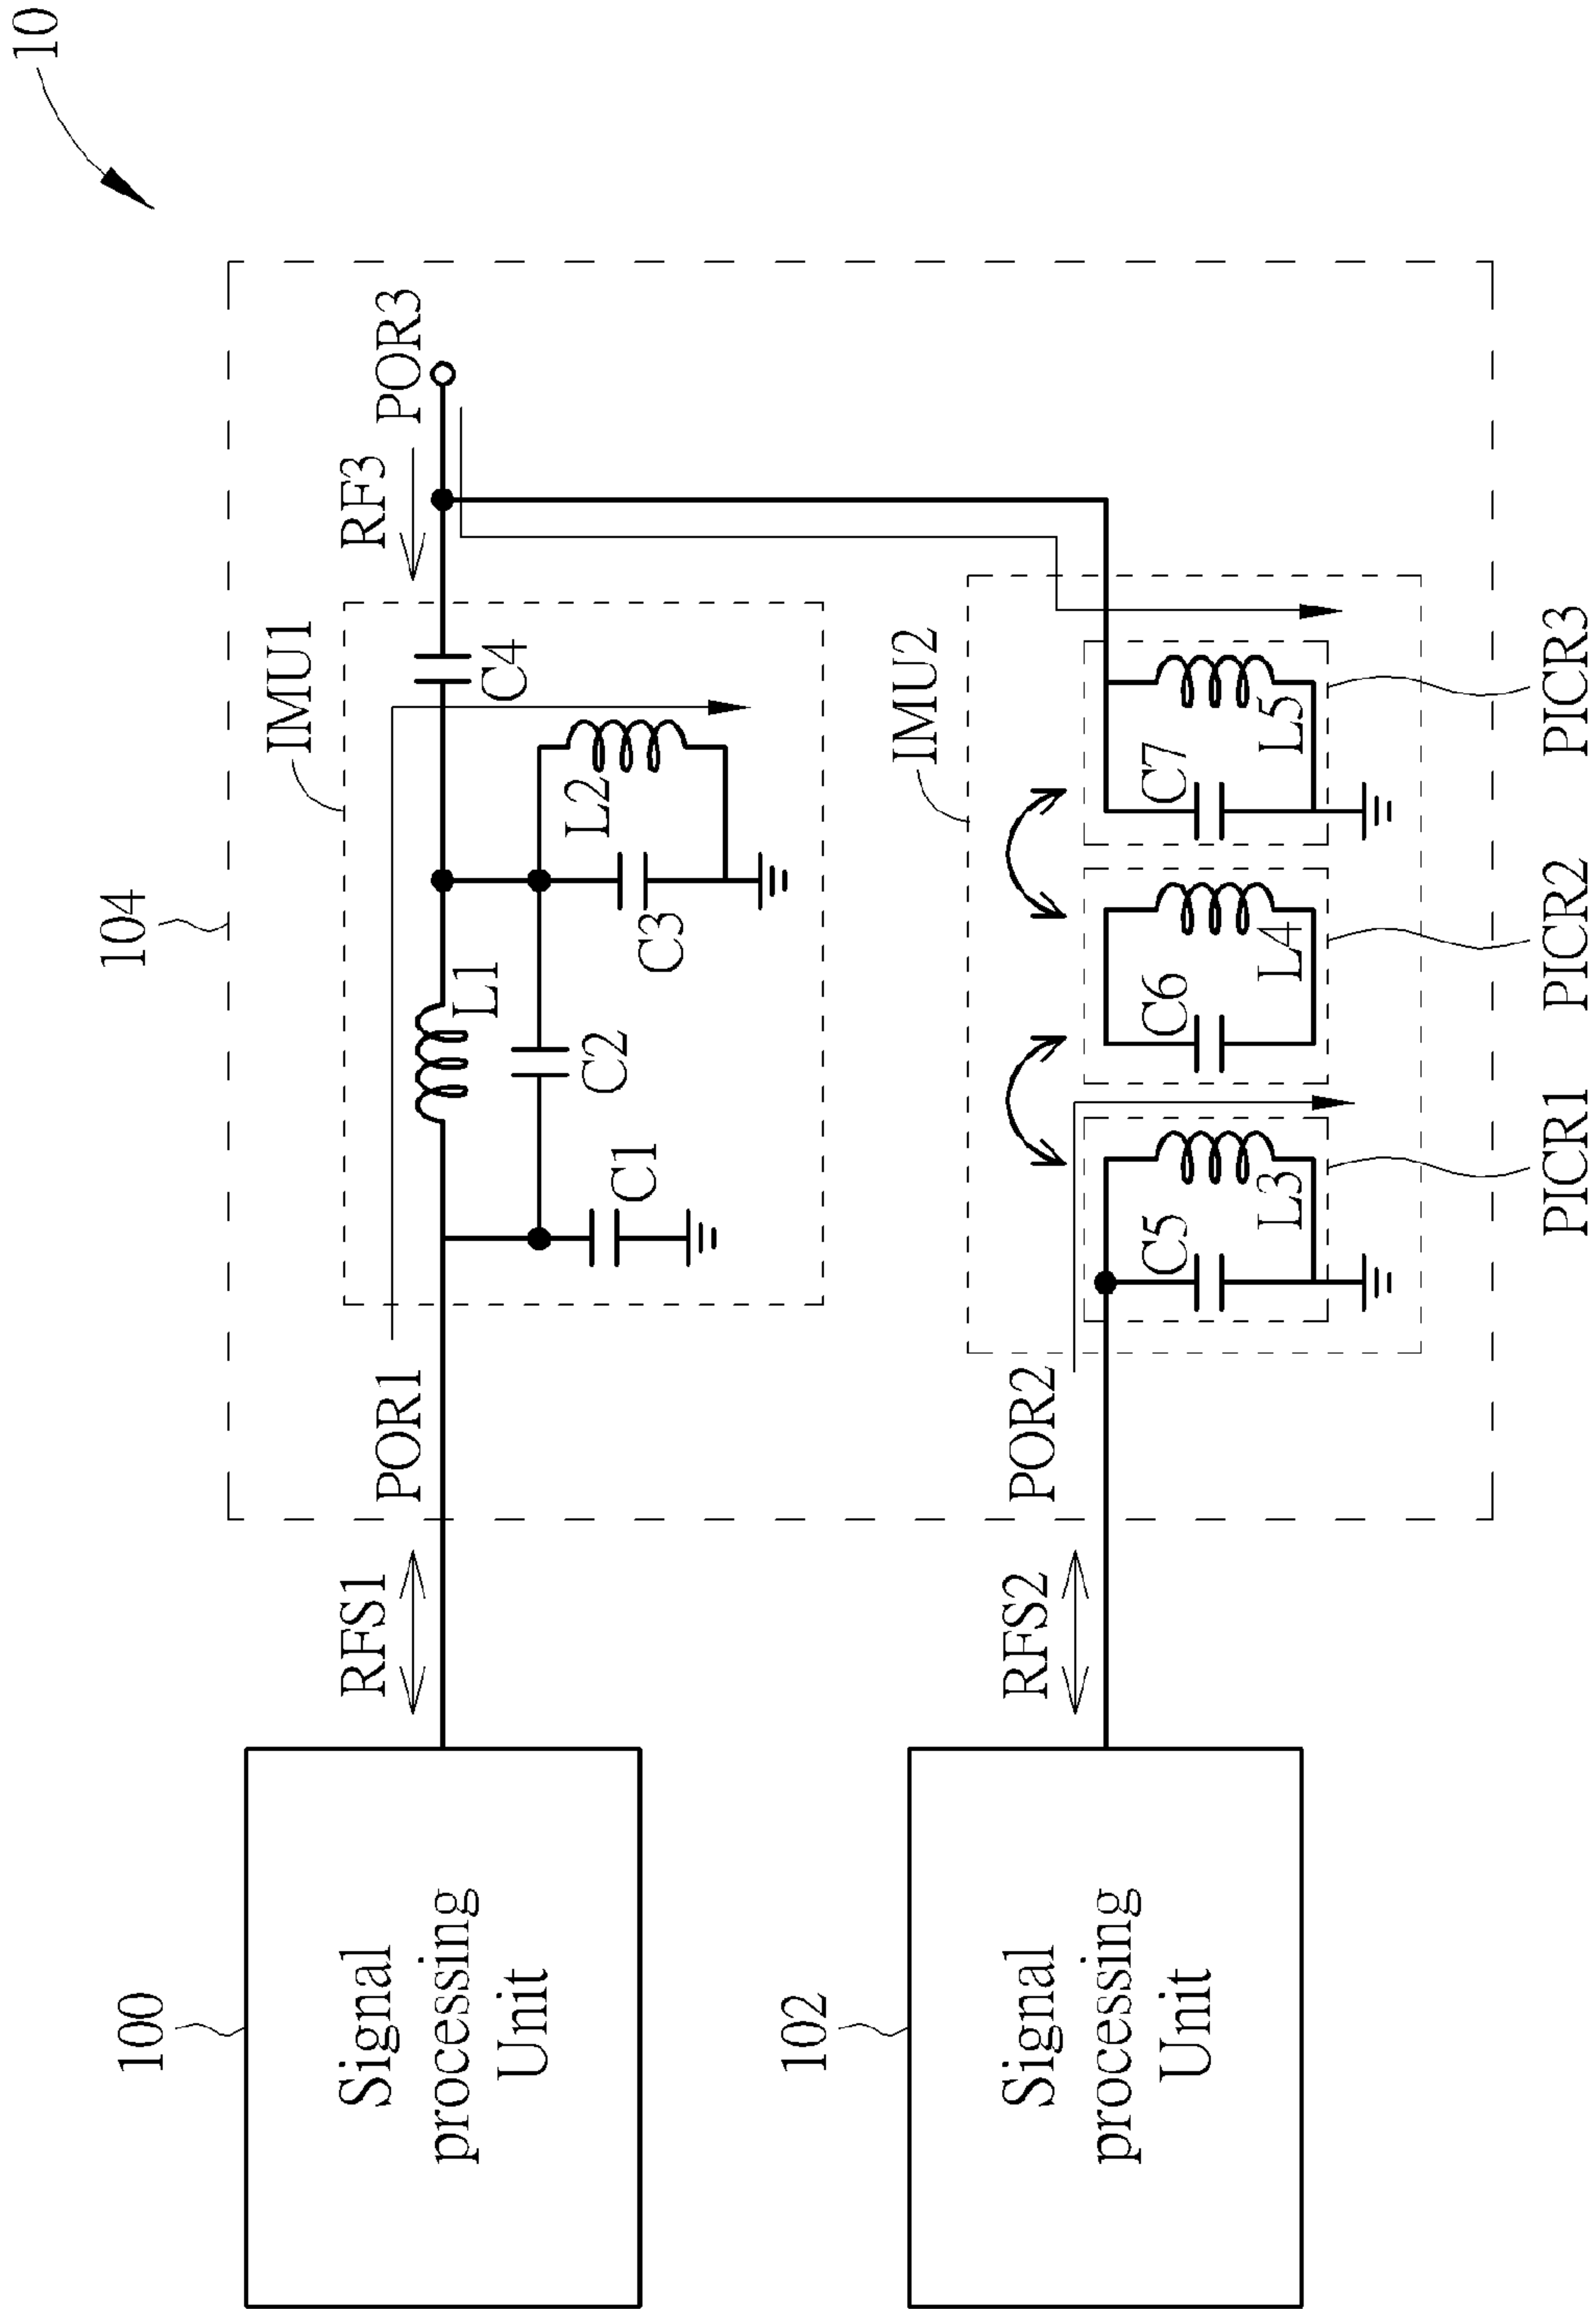 10
104
IMU1
RF3
POR3
C4
L1
L2
C2
C3
C1
POR1
RFS1
100
Signal
processing
Unit
IMU2
C7
L5
C6
L4
C5
L3
POR2
RFS2
102
Signal
processing
Unit
PICR1
PICR2
PICR3